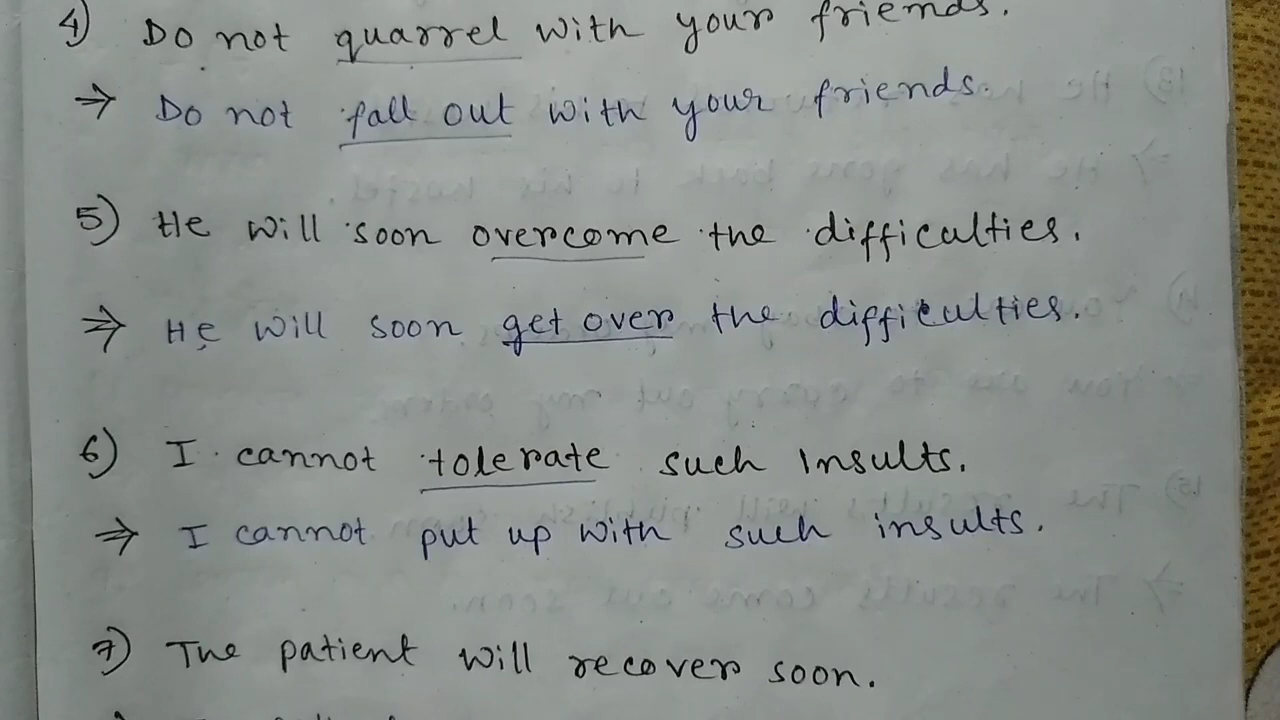 4) Do not quarrel with your friends.
⇒ Do not fall out with your friends.
5) He will soon overcome the difficulties.
⇒ He will soon get over the difficulties.
6) I cannot tolerate such insults.
⇒ I cannot put up with such insults.
7) The patient will recover soon.